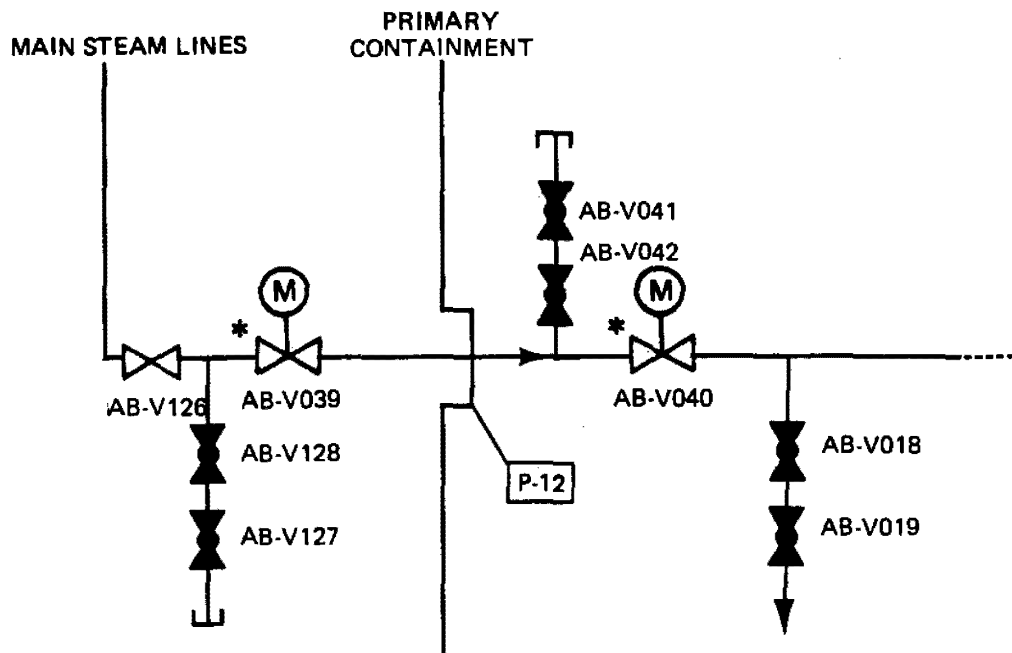 PRIMARY
CONTAINMENT
MAIN STEAM LINES
AB-V041
AB-V042
M
M
*
*
AB-V126
AB-V039
AB-V040
AB-V128
AB-V018
P-12
AB-V127
AB-V019